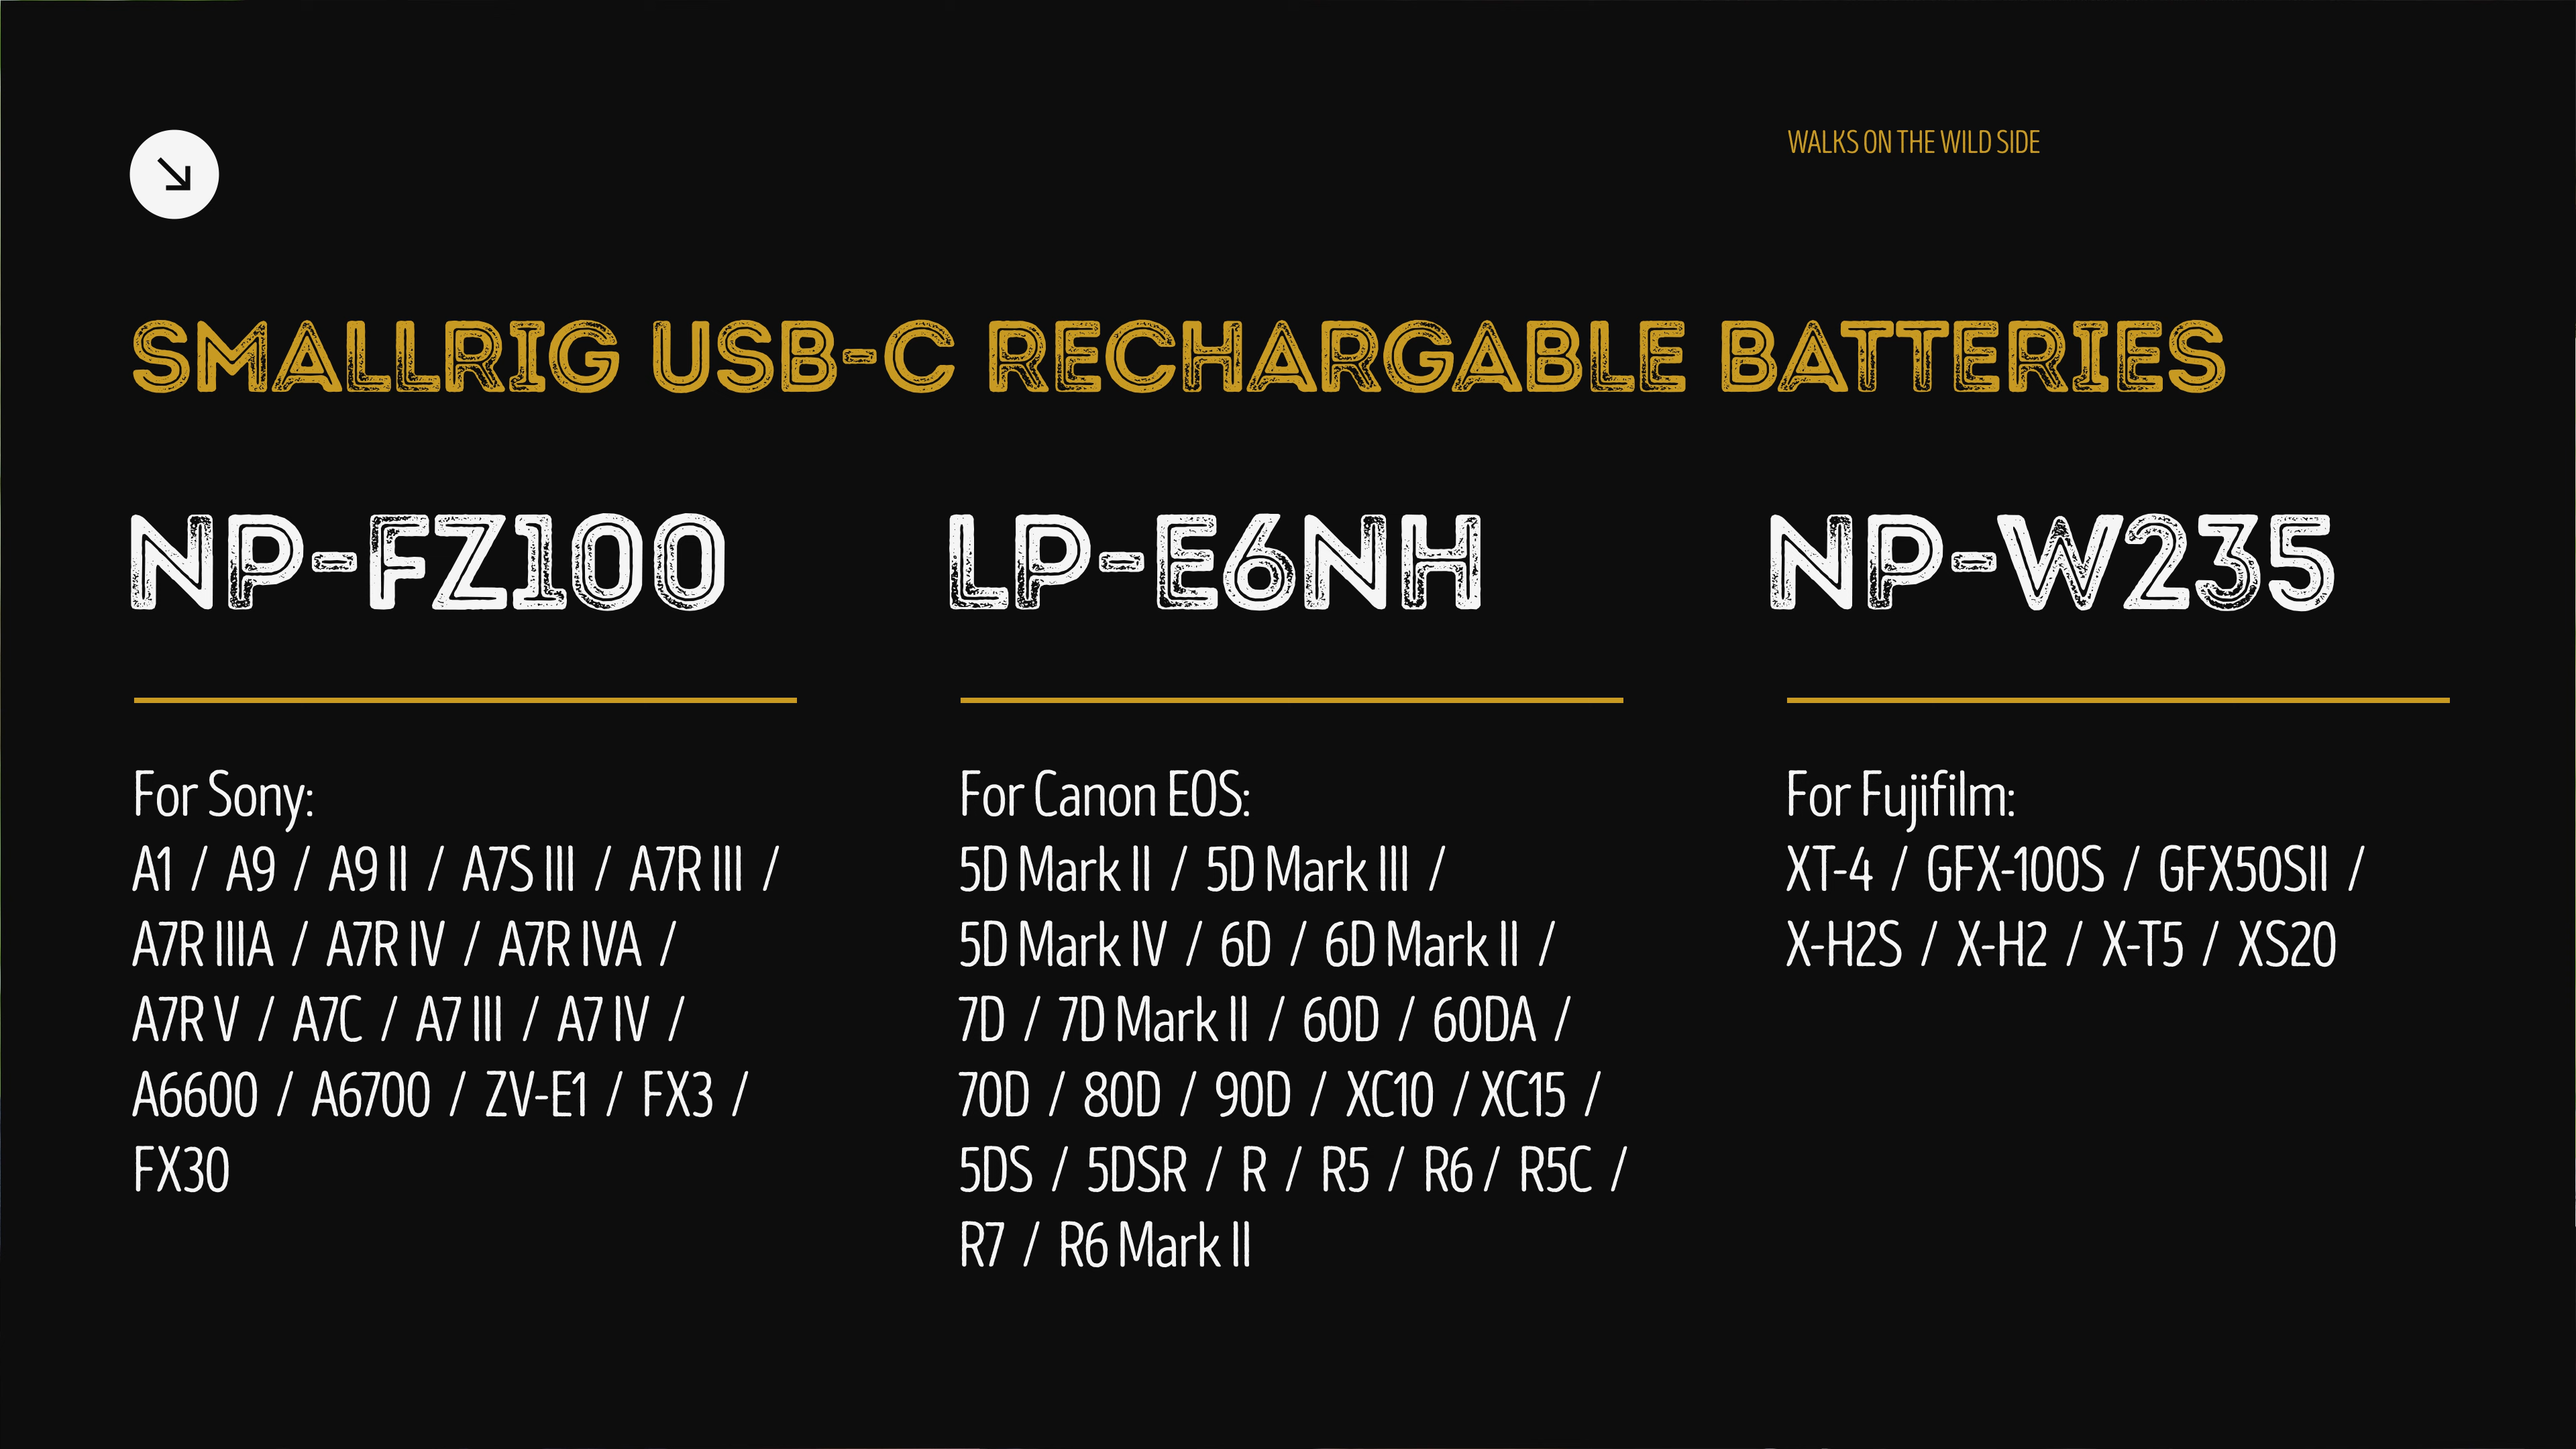 WALKS ON THE WILD SIDE
SMALLRIG USB-C RECHARGABLE BATTERIES
NP-FZ100
For Sony:
A1 / A9 / A9 II / A7S III / A7R III /
A7R IIIA / A7R IV / A7R IVA /
A7R V / A7C / A7 III / A7 IV /
A6600 / A6700 / ZV-E1 / FX3 /
FX30
LP-E6NH
For Canon EOS:
5D Mark II / 5D Mark III /
5D Mark IV / 6D / 6D Mark II /
7D / 7D Mark II / 60D / 60DA /
70D / 80D / 90D / XC10 / XC15 /
5DS / 5DSR / R / R5 / R6 / R5C /
R7 / R6 Mark II
NP-W235
For Fujifilm:
XT-4 / GFX-100S / GFX50SII /
X-H2S / X-H2 / X-T5 / XS20